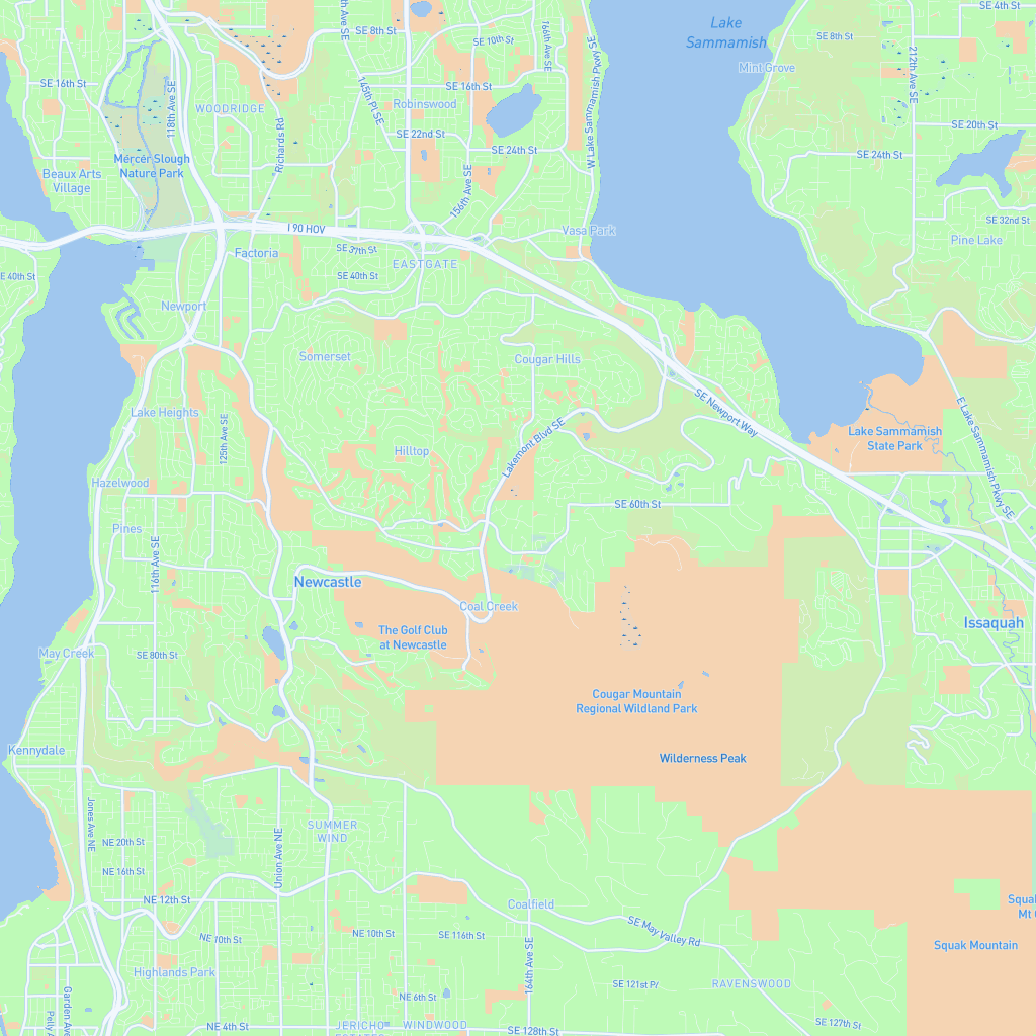 Lake
Sammamish
SE 4th St
SE 8th St
SE 8th St
SE 10th St
166th Ave SE
212th Ave SE
Mint Grove
SE 16th St
SE 16th St
145th Pl SE
118th Ave SE
WOODRIDGE
Robinswood
W Lake Sammamish Pkwy SE
Richards Rd
SE 22nd St
SE 20th St
SE 24th St
SE 24th St
Mercer Slough
Nature Park
Beaux Arts
Village
156th Ave SE
SE 32nd St
I 90 HOV
Vasa Park
Pine Lake
SE 37th St
Factoria
EASTGATE
SE 40th St
SE 40th St
Newport
Somerset
Cougar Hills
SE Newport Way
E Lake Sammamish Pkwy SE
Lake Heights
125th Ave SE
Lakemont Blvd SE
Lake Sammamish
State Park
Hilltop
Hazelwood
SE 60th St
Pines
116th Ave SE
Newcastle
Coal Creek
Issaquah
The Golf Club
at Newcastle
May Creek
SE 80th St
Cougar Mountain
Regional Wildland Park
Kennydale
Wilderness Peak
Jones Ave NE
SUMMER
WIND
NE 20th St
Union Ave NE
NE 16th St
NE 12th St
Coalfield
Squak Mountain
SE May Valley Rd
NE 10th St
NE 10th St
SE 116th St
164th Ave SE
Highlands Park
Garden Ave
SE 121st Pl
RAVENSWOOD
NE 6th St
NE 4th St
JERICHO
ESTATES
WINDWOOD
SE 128th St
SE 127th St